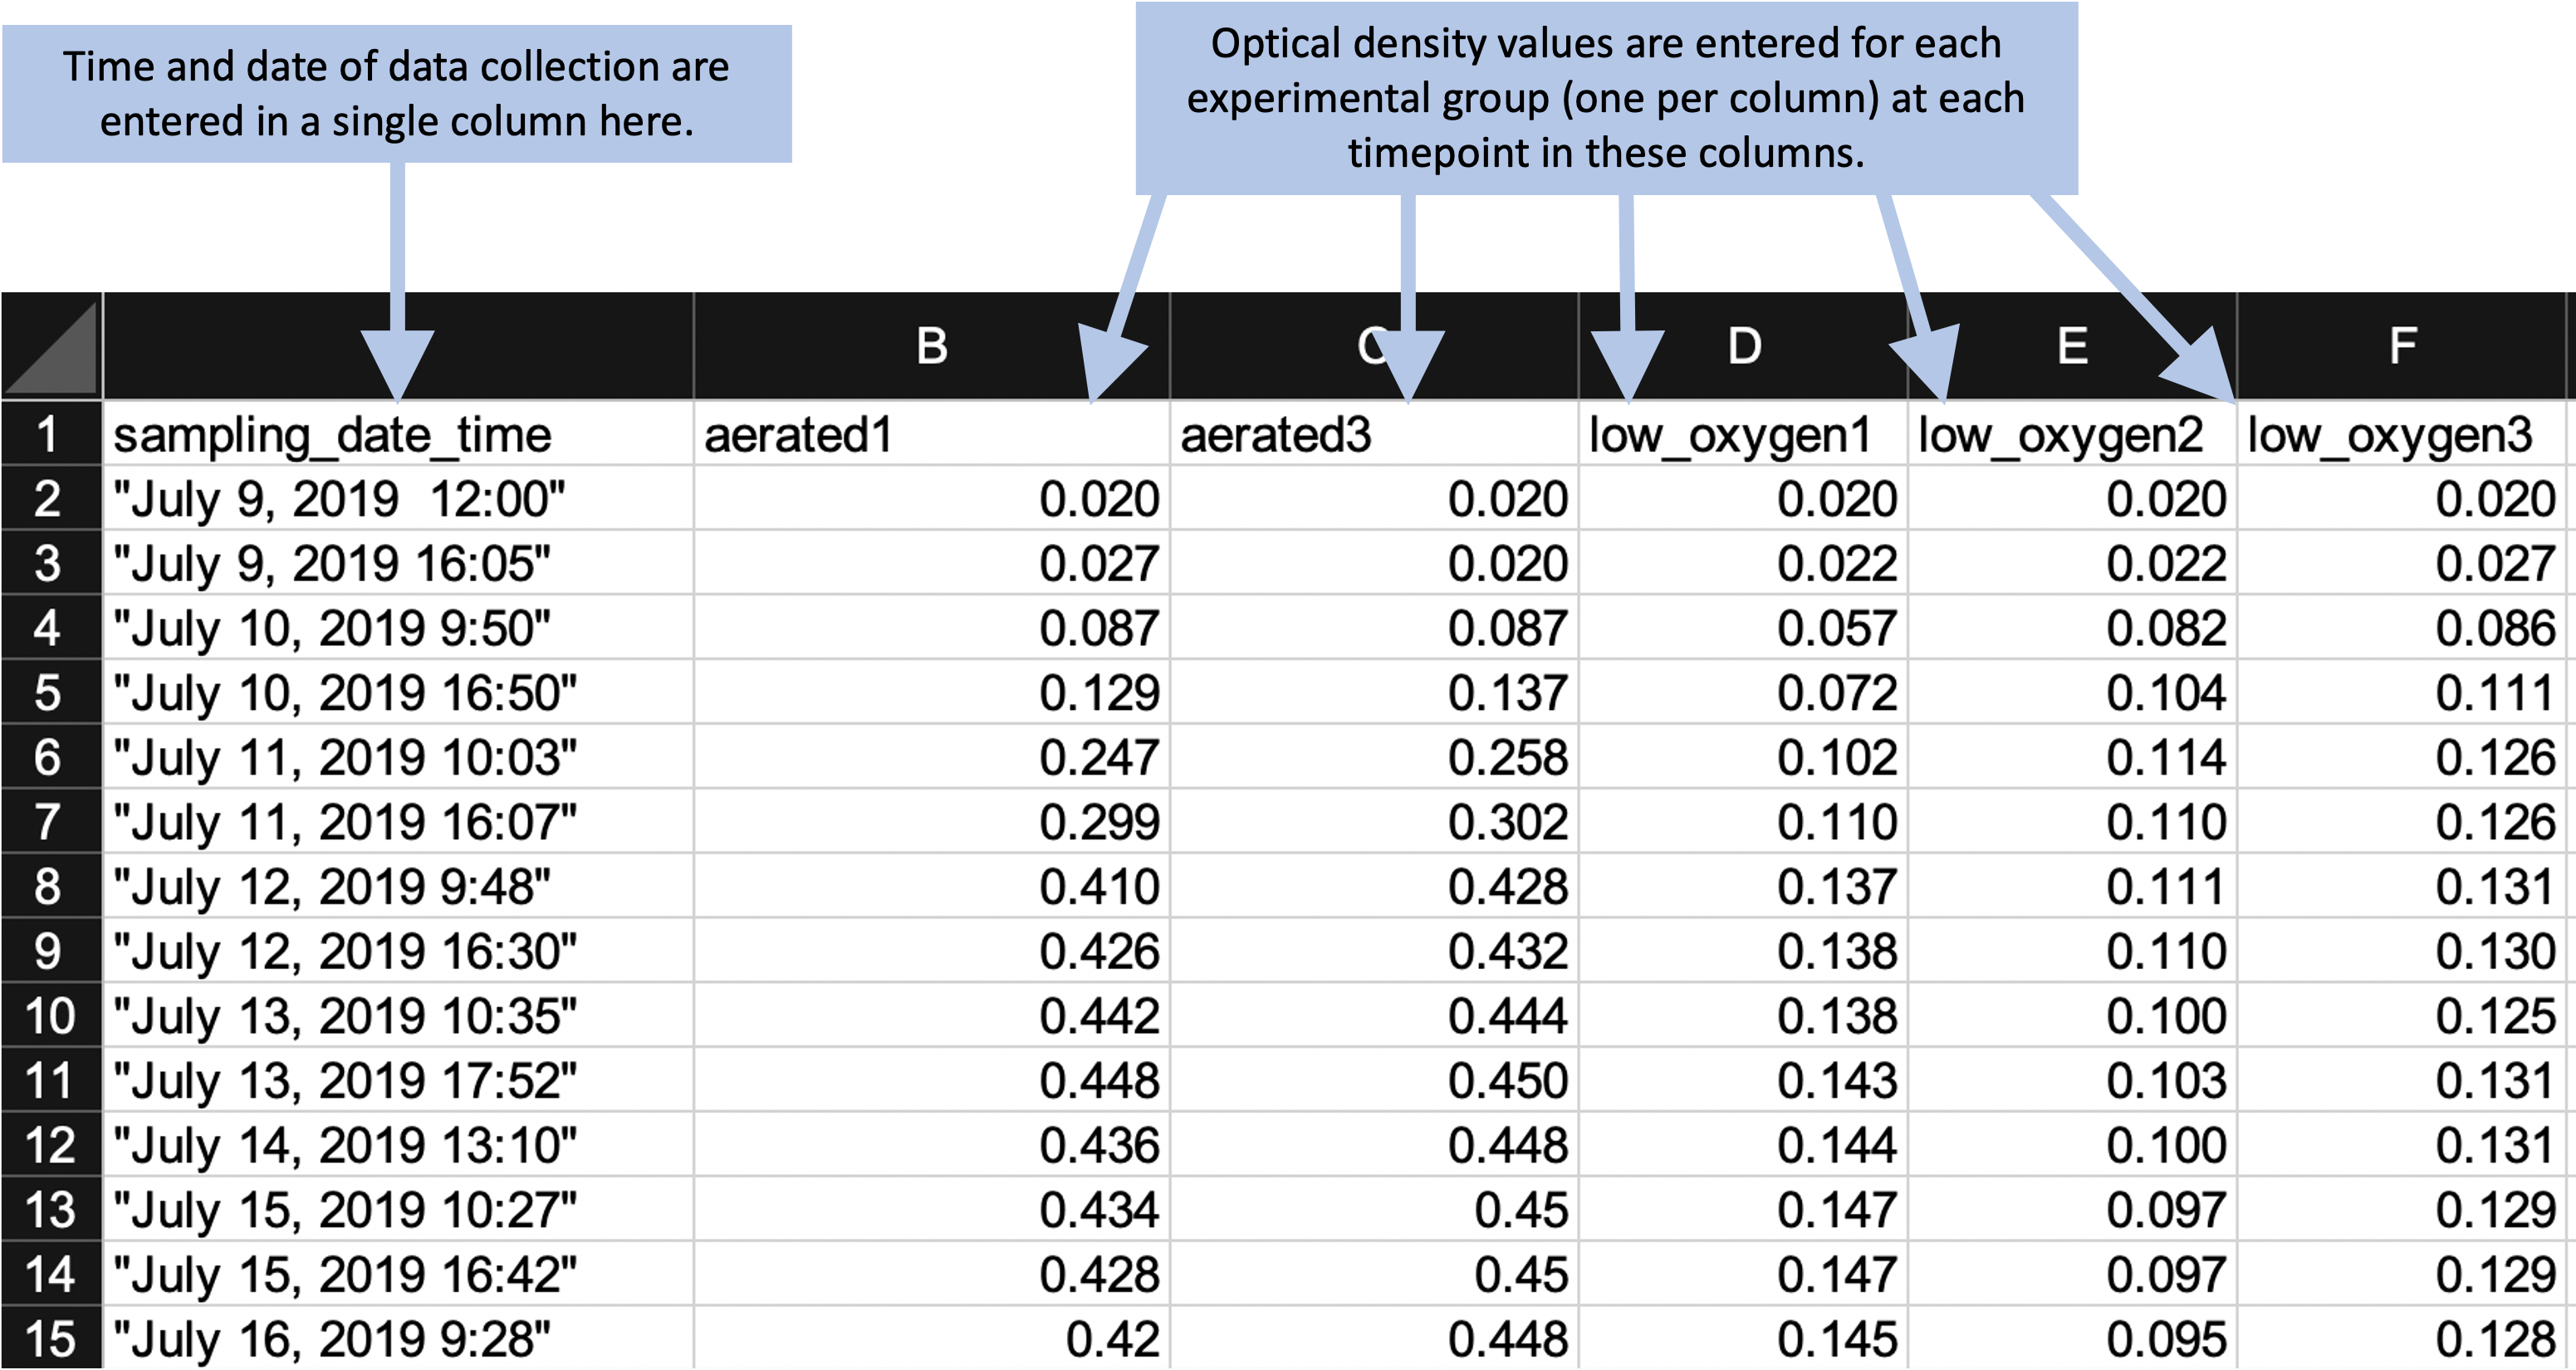 Time and date of data collection are
entered in a single column here.
Optical density values are entered for each
experimental group (one per column) at each
timepoint in these columns.
B C D E F
1 sampling_date_time aerated1 aerated3 low_oxygen1 low_oxygen2 low_oxygen3
2 "July 9, 2019  12:00" 0.020 0.020 0.020 0.020 0.020
3 "July 9, 2019 16:05" 0.027 0.020 0.022 0.022 0.027
4 "July 10, 2019 9:50" 0.087 0.087 0.057 0.082 0.086
5 "July 10, 2019 16:50" 0.129 0.137 0.072 0.104 0.111
6 "July 11, 2019 10:03" 0.247 0.258 0.102 0.114 0.126
7 "July 11, 2019 16:07" 0.299 0.302 0.110 0.110 0.126
8 "July 12, 2019 9:48" 0.410 0.428 0.137 0.111 0.131
9 "July 12, 2019 16:30" 0.426 0.432 0.138 0.110 0.130
10 "July 13, 2019 10:35" 0.442 0.444 0.138 0.100 0.125
11 "July 13, 2019 17:52" 0.448 0.450 0.143 0.103 0.131
12 "July 14, 2019 13:10" 0.436 0.448 0.144 0.100 0.131
13 "July 15, 2019 10:27" 0.434 0.45 0.147 0.097 0.129
14 "July 15, 2019 16:42" 0.428 0.45 0.147 0.097 0.129
15 "July 16, 2019 9:28" 0.42 0.448 0.145 0.095 0.128